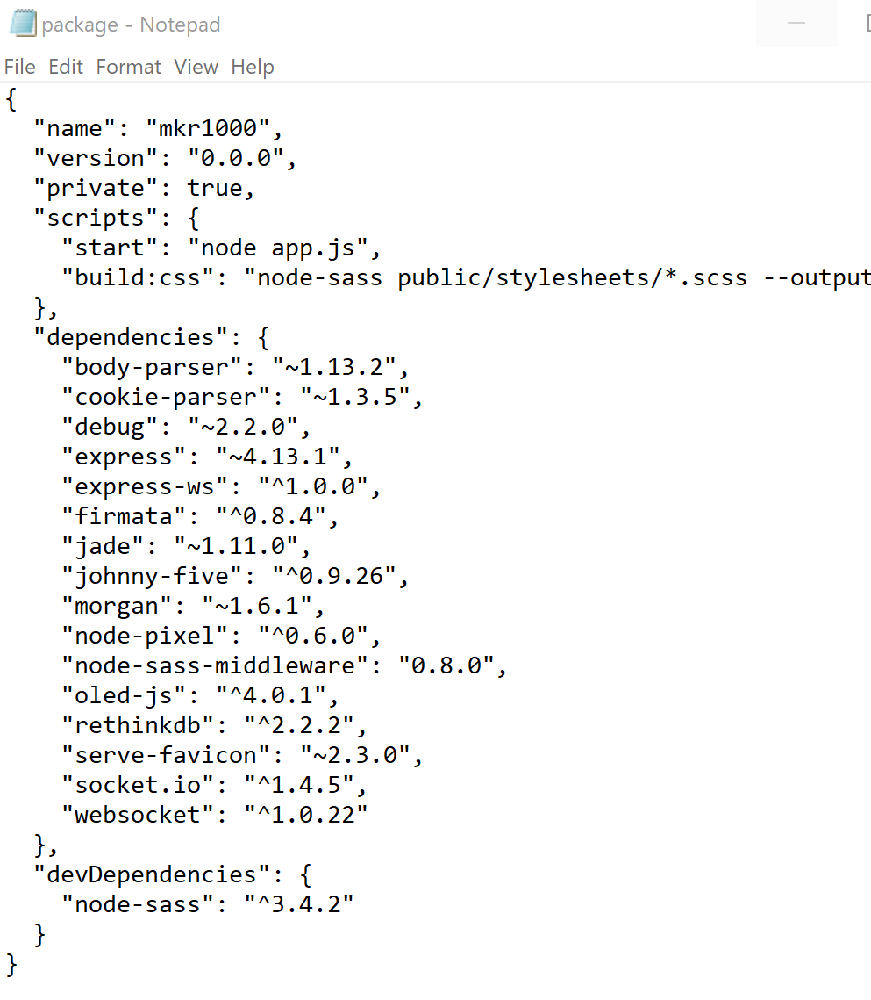 package - Notepad
File Edit Format View Help
{
  "name": "mkr1000",
  "version": "0.0.0",
  "private": true,
  "scripts": {
    "start": "node app.js",
    "build:css": "node-sass public/stylesheets/*.scss --output
  },
  "dependencies": {
    "body-parser": "~1.13.2",
    "cookie-parser": "~1.3.5",
    "debug": "~2.2.0",
    "express": "~4.13.1",
    "express-ws": "^1.0.0",
    "firmata": "^0.8.4",
    "jade": "~1.11.0",
    "johnny-five": "^0.9.26",
    "morgan": "~1.6.1",
    "node-pixel": "^0.6.0",
    "node-sass-middleware": "0.8.0",
    "oled-js": "^4.0.1",
    "rethinkdb": "^2.2.2",
    "serve-favicon": "~2.3.0",
    "socket.io": "^1.4.5",
    "websocket": "^1.0.22"
  },
  "devDependencies": {
    "node-sass": "^3.4.2"
  }
}